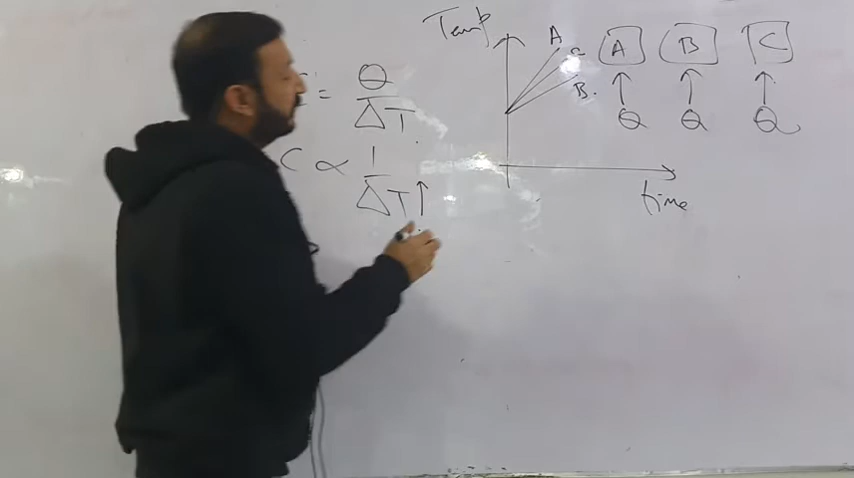 Temp
A
C
B.
A B C
Q Q Q
time
C = Q / ΔT
C ∝ 1 / ΔT ↑